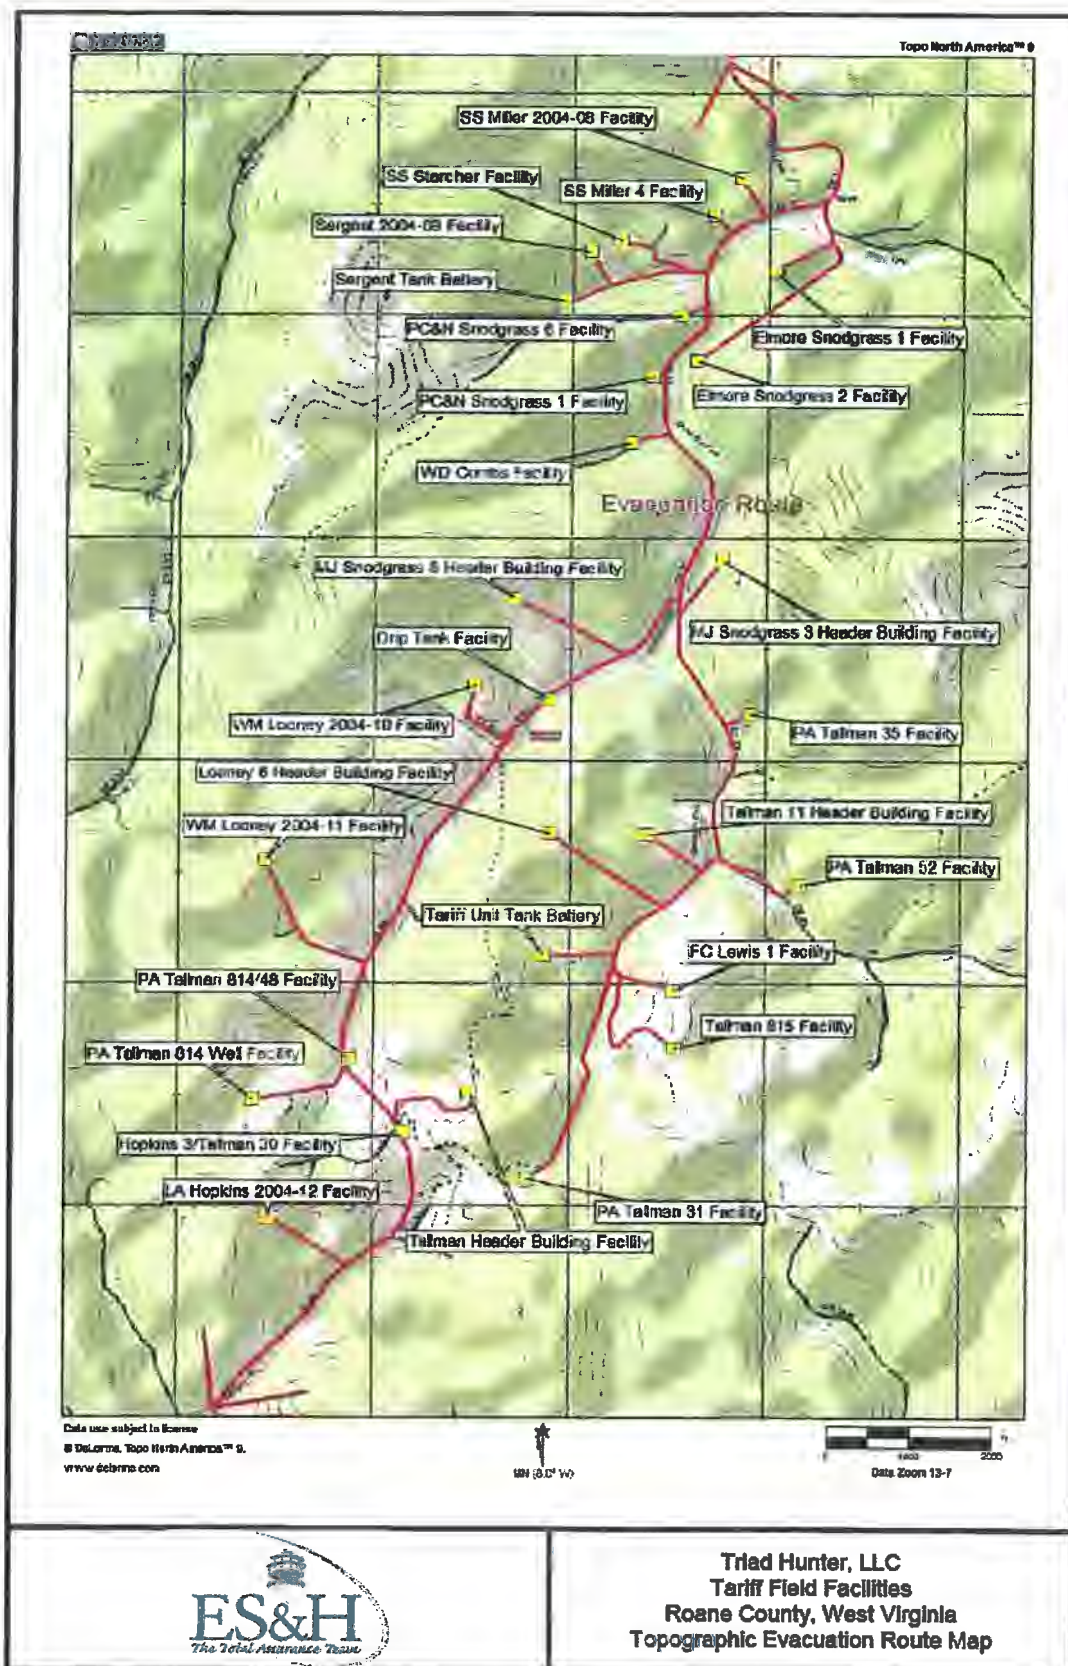 Topo North America™ 9
SS Miller 2004-08 Facility
SS Starcher Facility
SS Miller 4 Facility
Sergent 2004-09 Facility
Sergent Tank Battery
PC&N Snodgrass 6 Facility
Elmore Snodgrass 1 Facility
PC&N Snodgrass 1 Facility
Elmore Snodgrass 2 Facility
WD Combs Facility
Evacuation Route
MJ Snodgrass 8 Header Building Facility
Drip Tank Facility
MJ Snodgrass 3 Header Building Facility
WM Looney 2004-10 Facility
PA Tallman 35 Facility
Looney 6 Header Building Facility
Tallman 11 Header Building Facility
WM Looney 2004-11 Facility
PA Tallman 52 Facility
Tariff Unit Tank Battery
FC Lewis 1 Facility
PA Tallman 814/48 Facility
Tallman 815 Facility
PA Tallman 814 Well Facility
Hopkins 3/Tallman 30 Facility
LA Hopkins 2004-12 Facility
PA Tallman 31 Facility
Tallman Header Building Facility
Data use subject to license.
© DeLorme. Topo North America™ 9.
www.delorme.com
MN (8.0° W)
ft
0 1000 2000
Data Zoom 13-7
ES&H
The Total Assurance Team
Triad Hunter, LLC
Tariff Field Facilities
Roane County, West Virginia
Topographic Evacuation Route Map